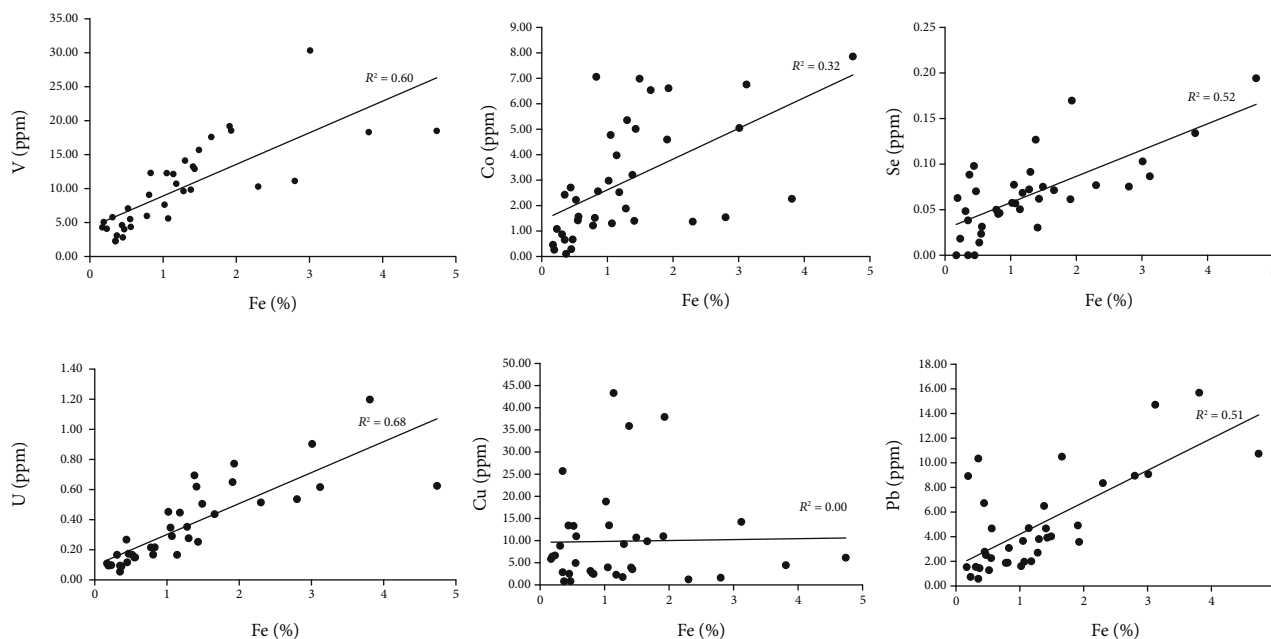 35.00
30.00
25.00
20.00
15.00
10.00
5.00
0.00
V (ppm)
R² = 0.60
0 1 2 3 4 5
Fe (%)
9.00
8.00
7.00
6.00
5.00
4.00
3.00
2.00
1.00
0.00
Co (ppm)
R² = 0.32
0 1 2 3 4 5
Fe (%)
0.25
0.20
0.15
0.10
0.05
0.00
Se (ppm)
R² = 0.52
0 1 2 3 4
Fe (%)
1.40
1.20
1.00
0.80
0.60
0.40
0.20
0.00
U (ppm)
R² = 0.68
0 1 2 3 4 5
Fe (%)
50.00
45.00
40.00
35.00
30.00
25.00
20.00
15.00
10.00
5.00
0.00
Cu (ppm)
R² = 0.00
0 1 2 3 4 5
Fe (%)
18.00
16.00
14.00
12.00
10.00
8.00
6.00
4.00
2.00
0.00
Pb (ppm)
R² = 0.51
0 1 2 3 4
Fe (%)